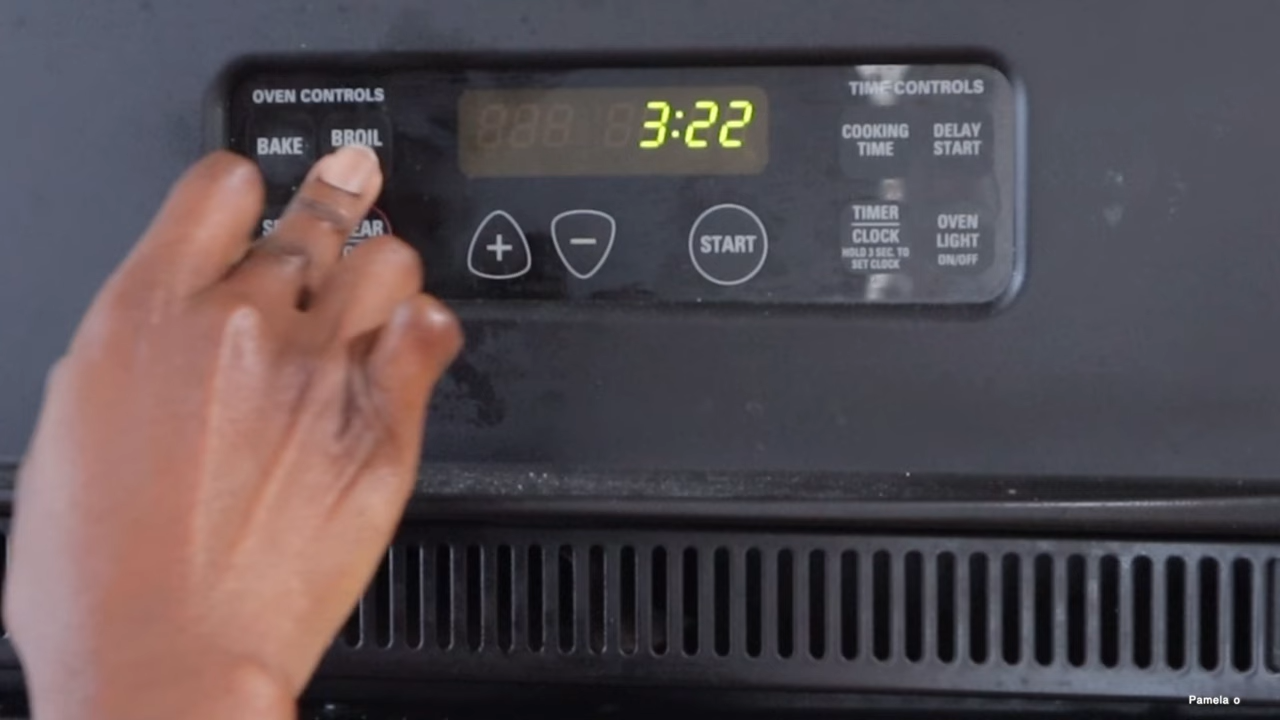 OVEN CONTROLS
BAKE
BROIL
3:22
START
TIME CONTROLS
COOKING
TIME
DELAY
START
TIMER
CLOCK
HOLD 3 SEC. TO
SET CLOCK
OVEN
LIGHT
ON/OFF
Pamela o